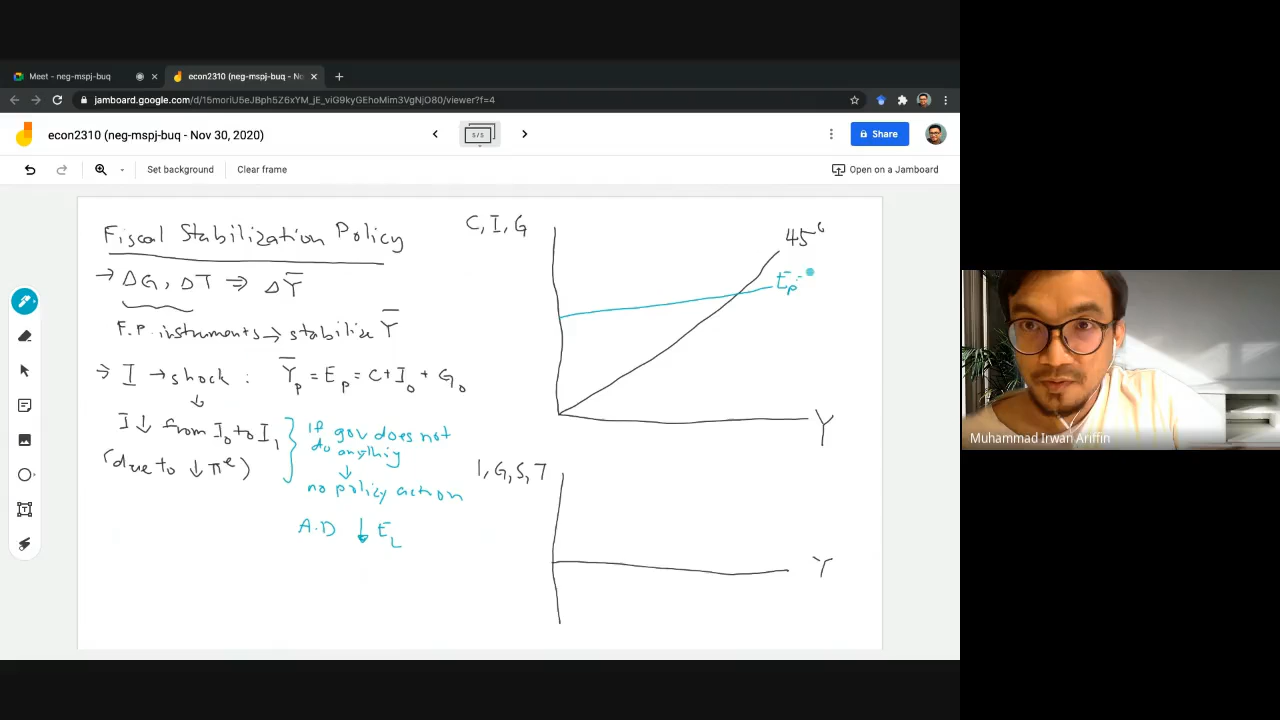 Meet - neg-mspj-buq
econ2310 (neg-mspj-buq - No
jamboard.google.com/d/15moriU5eJBph5Z6xYM_jE_viG9kyGEhoMim3VgNjO80/viewer?f=4
econ2310 (neg-mspj-buq - Nov 30, 2020)
5/5
Share
Set background
Clear frame
Open on a Jamboard
Fiscal Stabilization Policy
→ ΔG, ΔT ⇒ ΔȲ
F.P. instruments → stabilize Ȳ
⇒ I → shock : Ȳp = Ep = C + I₀ + G₀
↓
I ↓ from I₀ to I₁
(due to ↓ πᵉ)
if gov does not
do anything
↓
no policy action
A.D ↓ E_L
C, I, G
45°
Ep =
Y
I, G, S, T
Y
Muhammad Irwan Ariffin